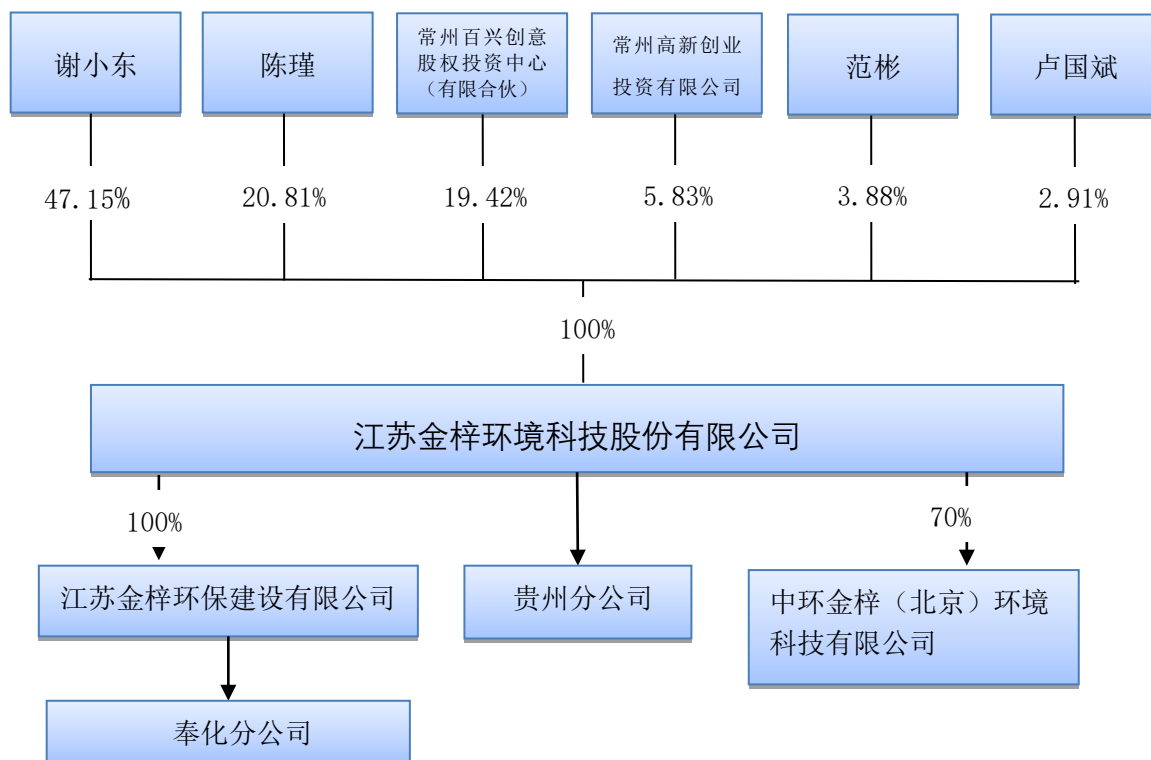 谢小东
陈瑾
常州百兴创意
股权投资中心
（有限合伙）
常州高新创业
投资有限公司
范彬
卢国斌
47.15%
20.81%
19.42%
5.83%
3.88%
2.91%
100%
江苏金梓环境科技股份有限公司
100%
70%
江苏金梓环保建设有限公司
贵州分公司
中环金梓（北京）环境
科技有限公司
奉化分公司